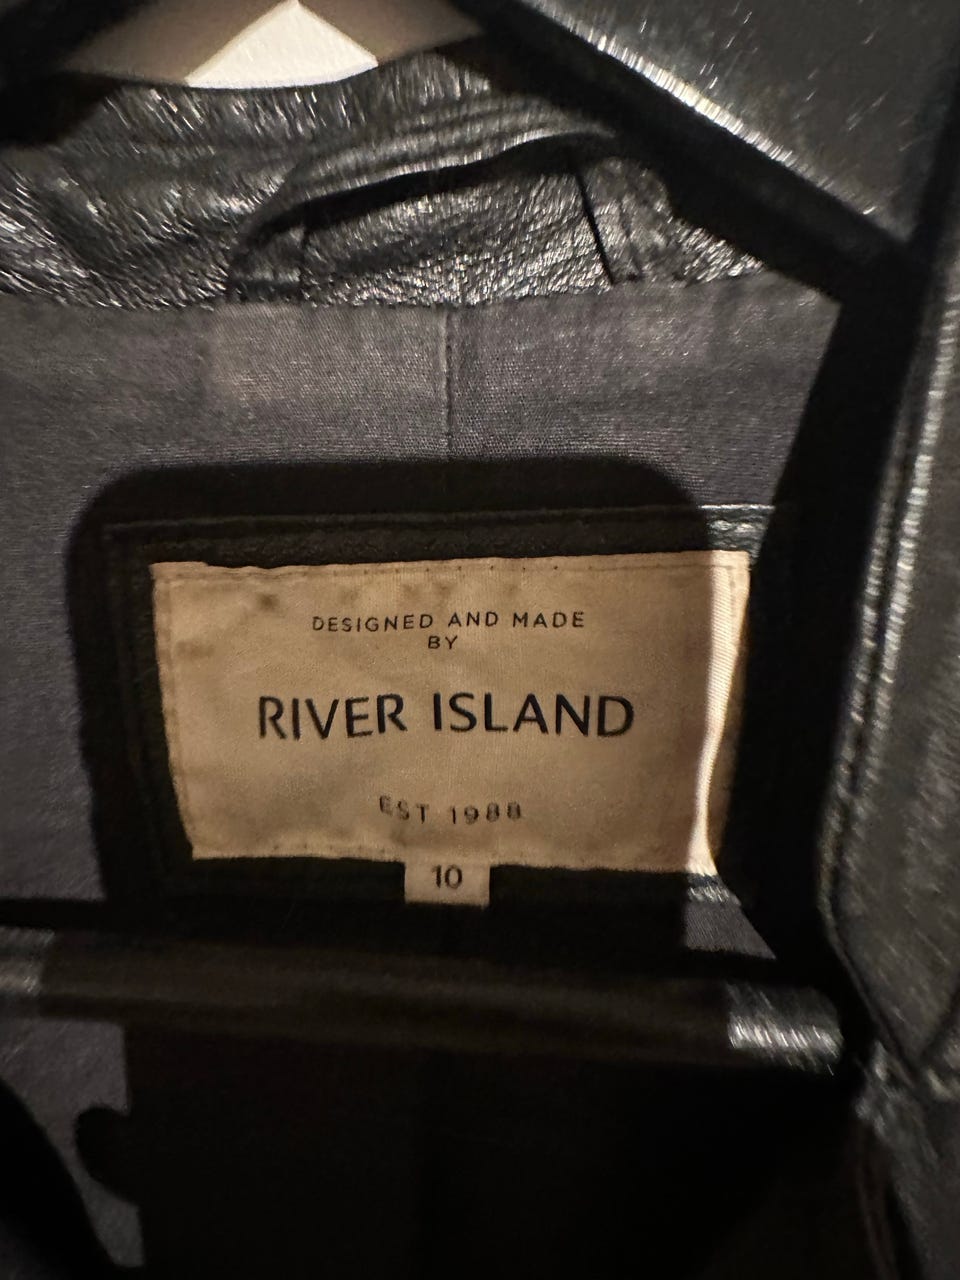 DESIGNED AND MADE
BY
RIVER ISLAND
EST 1988
10